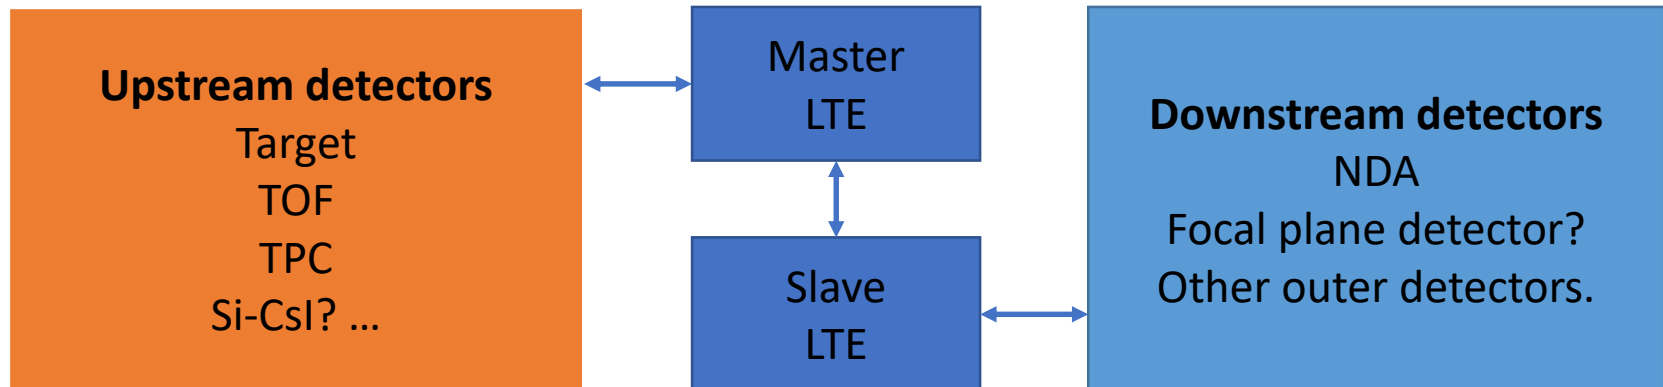 Upstream detectors
Target
TOF
TPC
Si-CsI? ...
Master
LTE
Slave
LTE
Downstream detectors
NDA
Focal plane detector?
Other outer detectors.